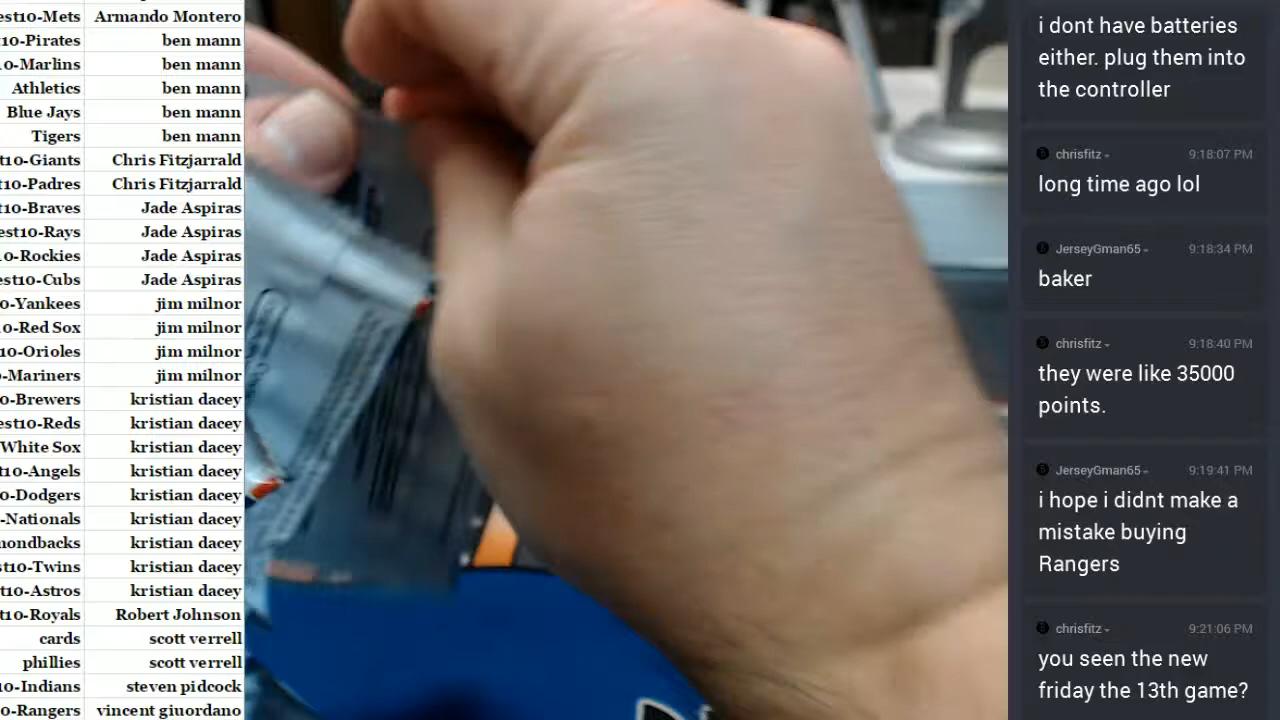 est10-Mets Armando Montero
10-Pirates ben mann
0-Marlins ben mann
Athletics ben mann
Blue Jays ben mann
Tigers ben mann
t10-Giants Chris Fitzjarrald
t10-Padres Chris Fitzjarrald
t10-Braves Jade Aspiras
est10-Rays Jade Aspiras
0-Rockies Jade Aspiras
est10-Cubs Jade Aspiras
0-Yankees jim milnor
0-Red Sox jim milnor
10-Orioles jim milnor
-Mariners jim milnor
0-Brewers kristian dacey
est10-Reds kristian dacey
White Sox kristian dacey
t10-Angels kristian dacey
0-Dodgers kristian dacey
-Nationals kristian dacey
mondbacks kristian dacey
st10-Twins kristian dacey
st10-Astros kristian dacey
t10-Royals Robert Johnson
cards scott verrell
phillies scott verrell
10-Indians steven pidcock
0-Rangers vincent giuordano
i dont have batteries
either. plug them into
the controller
chrisfitz 9:18:07 PM
long time ago lol
JerseyGman65 9:18:34 PM
baker
chrisfitz 9:18:40 PM
they were like 35000
points.
JerseyGman65 9:19:41 PM
i hope i didnt make a
mistake buying
Rangers
chrisfitz 9:21:06 PM
you seen the new
friday the 13th game?